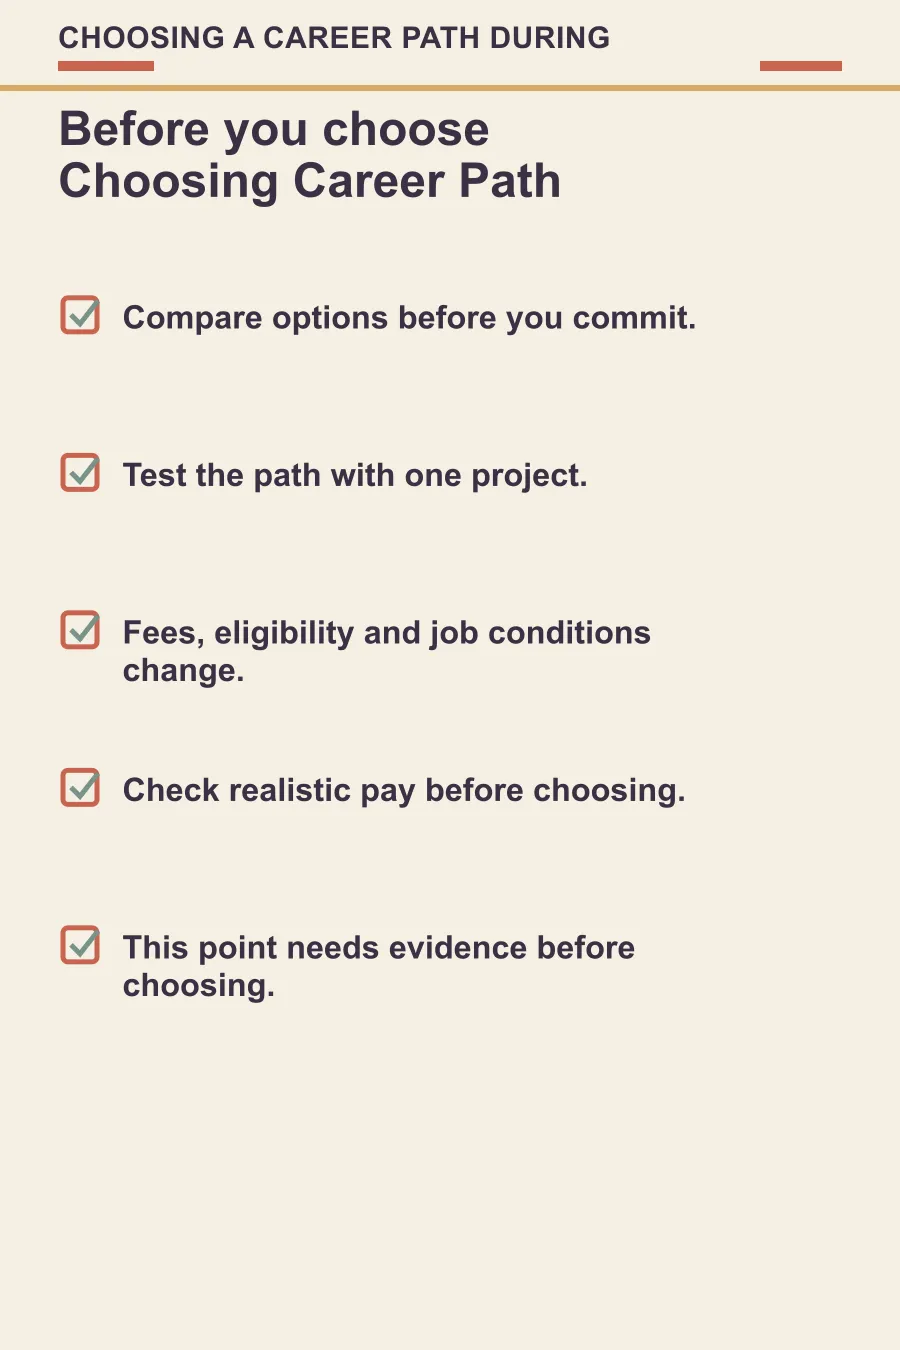 CHOOSING A CAREER PATH DURING
Before you choose
Choosing Career Path
Compare options before you commit.
Test the path with one project.
Fees, eligibility and job conditions
change.
Check realistic pay before choosing.
This point needs evidence before
choosing.